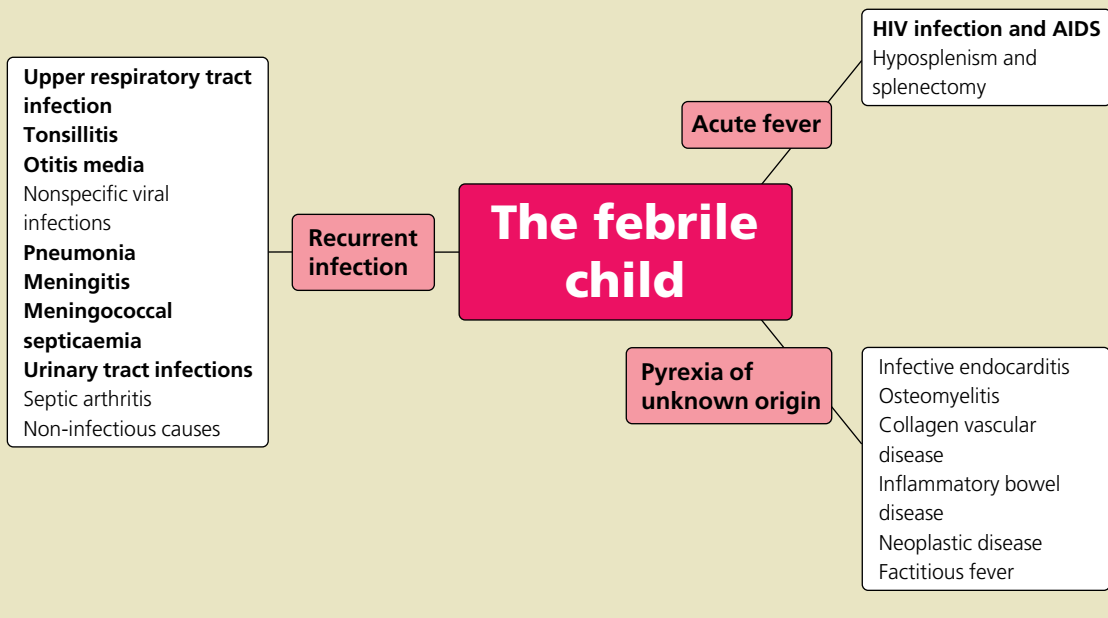 The febrile
child
Recurrent
infection
Upper respiratory tract
infection
Tonsillitis
Otitis media
Nonspecific viral
infections
Pneumonia
Meningitis
Meningococcal
septicaemia
Urinary tract infections
Septic arthritis
Non-infectious causes
Acute fever
HIV infection and AIDS
Hyposplenism and
splenectomy
Pyrexia of
unknown origin
Infective endocarditis
Osteomyelitis
Collagen vascular
disease
Inflammatory bowel
disease
Neoplastic disease
Factitious fever